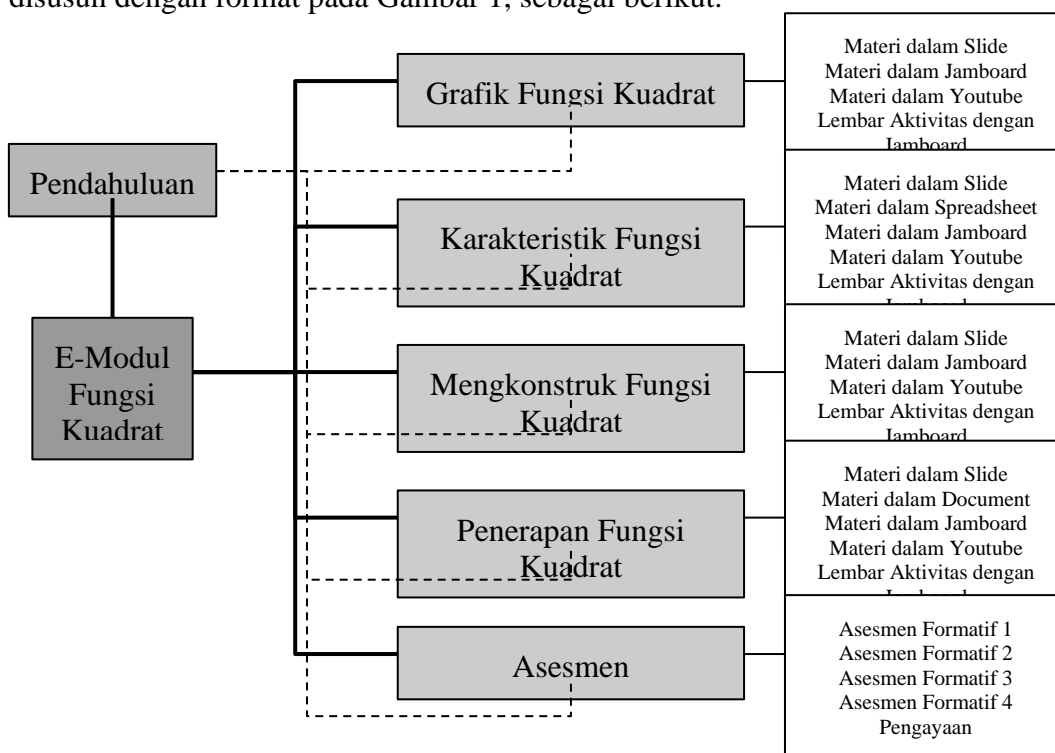 disusun dengan format pada Gambar 1, sebagai berikut.
Pendahuluan
E-Modul
Fungsi
Kuadrat
Grafik Fungsi Kuadrat
Materi dalam Slide
Materi dalam Jamboard
Materi dalam Youtube
Lembar Aktivitas dengan
Jamboard
Karakteristik Fungsi
Kuadrat
Materi dalam Slide
Materi dalam Spreadsheet
Materi dalam Jamboard
Materi dalam Youtube
Lembar Aktivitas dengan
Mengkonstruk Fungsi
Kuadrat
Materi dalam Slide
Materi dalam Jamboard
Materi dalam Youtube
Lembar Aktivitas dengan
Jamboard
Penerapan Fungsi
Kuadrat
Materi dalam Slide
Materi dalam Document
Materi dalam Jamboard
Materi dalam Youtube
Lembar Aktivitas dengan
Asesmen
Asesmen Formatif 1
Asesmen Formatif 2
Asesmen Formatif 3
Asesmen Formatif 4
Pengayaan